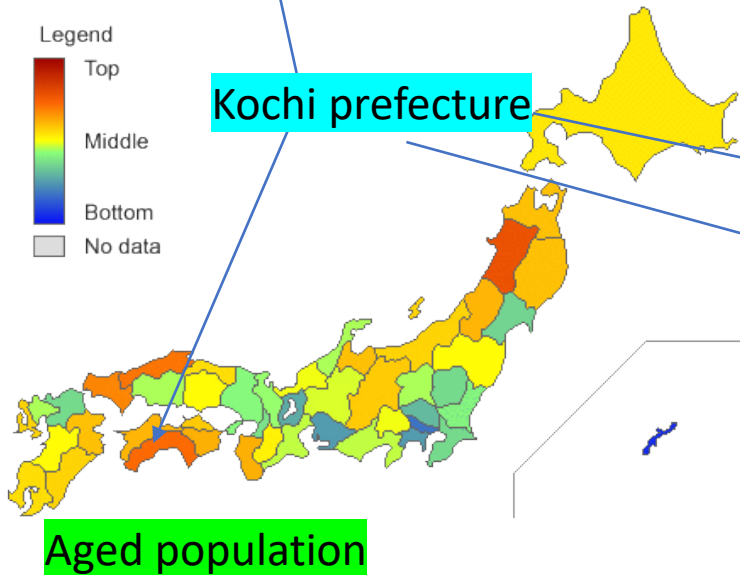 Legend
Top
Middle
Bottom
No data
Kochi prefecture
Aged population